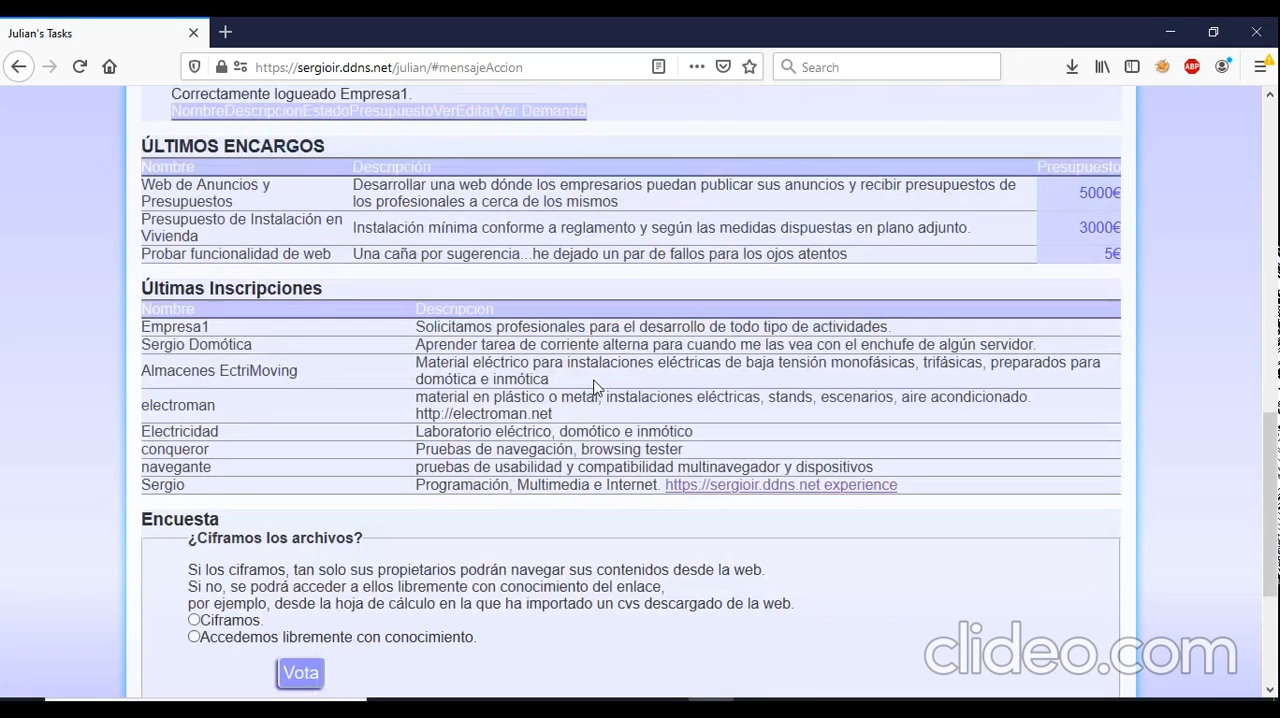 Julian's Tasks
https://sergioir.ddns.net/julian/#mensajeAccion
Search
ABP
Correctamente logueado Empresa1.
NombreDescripciónEstadoPresupuestoVerEditarVer Demanda
ÚLTIMOS ENCARGOS
Nombre Descripción Presupuesto
Web de Anuncios y Presupuestos Desarrollar una web dónde los empresarios puedan publicar sus anuncios y recibir presupuestos de los profesionales a cerca de los mismos 5000€
Presupuesto de Instalación en Vivienda Instalación mínima conforme a reglamento y según las medidas dispuestas en plano adjunto. 3000€
Probar funcionalidad de web Una caña por sugerencia...he dejado un par de fallos para los ojos atentos 5€
Últimas Inscripciones
Nombre Descripción
Empresa1 Solicitamos profesionales para el desarrollo de todo tipo de actividades.
Sergio Domótica Aprender tarea de corriente alterna para cuando me las vea con el enchufe de algún servidor.
Almacenes EctriMoving Material eléctrico para instalaciones eléctricas de baja tensión monofásicas, trifásicas, preparados para domótica e inmótica
electroman material en plástico o metal, instalaciones eléctricas, stands, escenarios, aire acondicionado. http://electroman.net
Electricidad Laboratorio eléctrico, domótico e inmótico
conqueror Pruebas de navegación, browsing tester
navegante pruebas de usabilidad y compatibilidad multinavegador y dispositivos
Sergio Programación, Multimedia e Internet. https://sergioir.ddns.net experience
Encuesta
¿Ciframos los archivos?
Si los ciframos, tan solo sus propietarios podrán navegar sus contenidos desde la web.
Si no, se podrá acceder a ellos libremente con conocimiento del enlace,
por ejemplo, desde la hoja de cálculo en la que ha importado un cvs descargado de la web.
Ciframos.
Accedemos libremente con conocimiento.
Vota
clideo.com